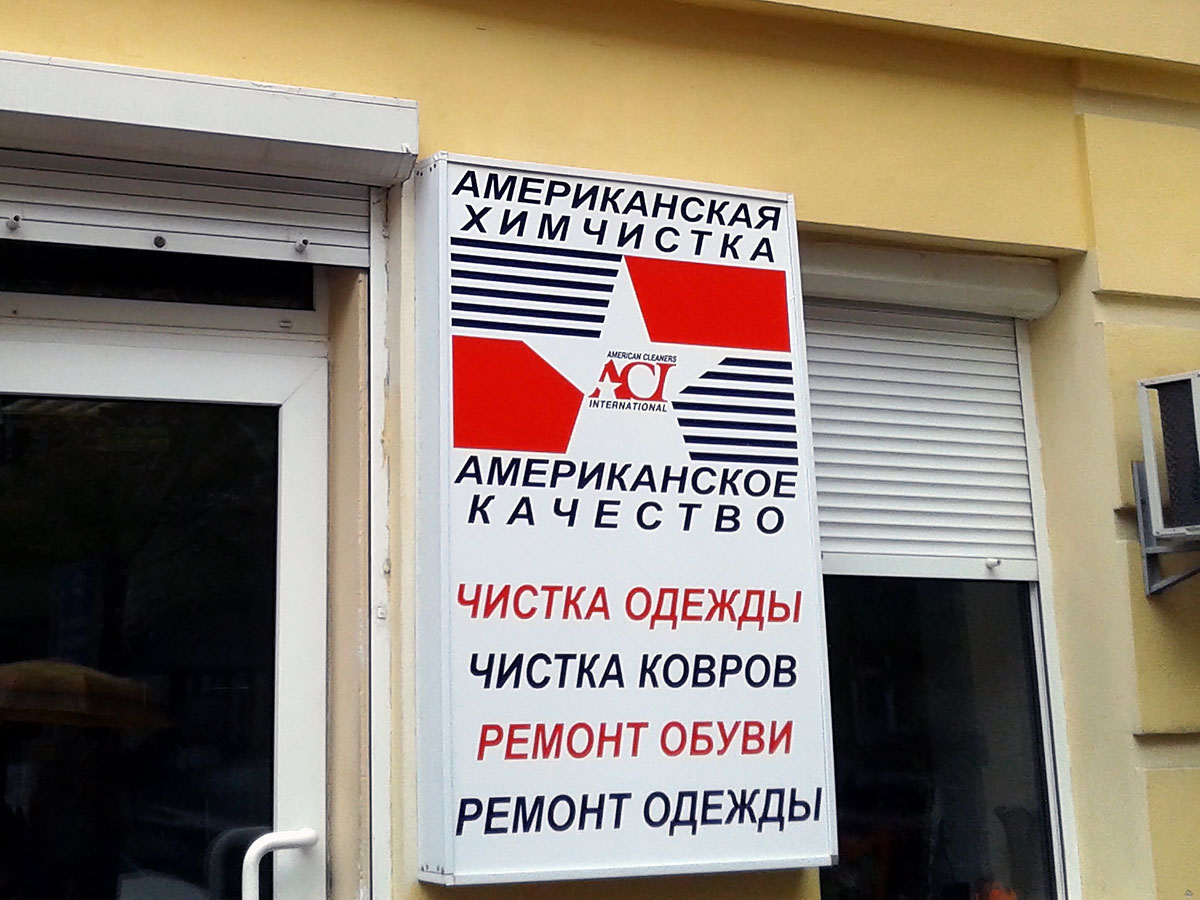 АМЕРИКАНСКАЯ
ХИМЧИСТКА
AMERICAN CLEANERS
ACI
INTERNATIONAL
АМЕРИКАНСКОЕ
КАЧЕСТВО
ЧИСТКА ОДЕЖДЫ
ЧИСТКА КОВРОВ
РЕМОНТ ОБУВИ
РЕМОНТ ОДЕЖДЫ